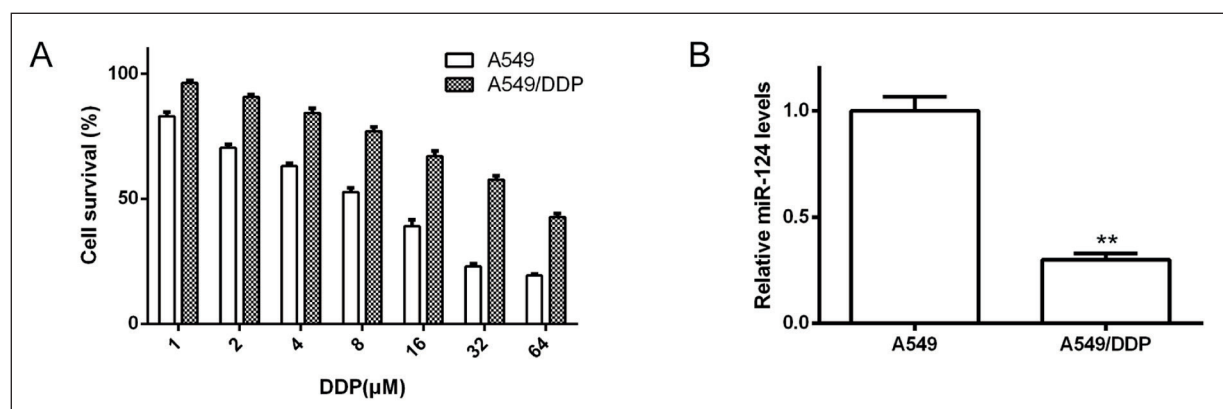 A
Cell survival (%)
100
50
0
A549
A549/DDP
1 2 4 8 16 32 64
DDP(µM)
B
Relative miR-124 levels
1.0
0.5
0.0
**
A549 A549/DDP